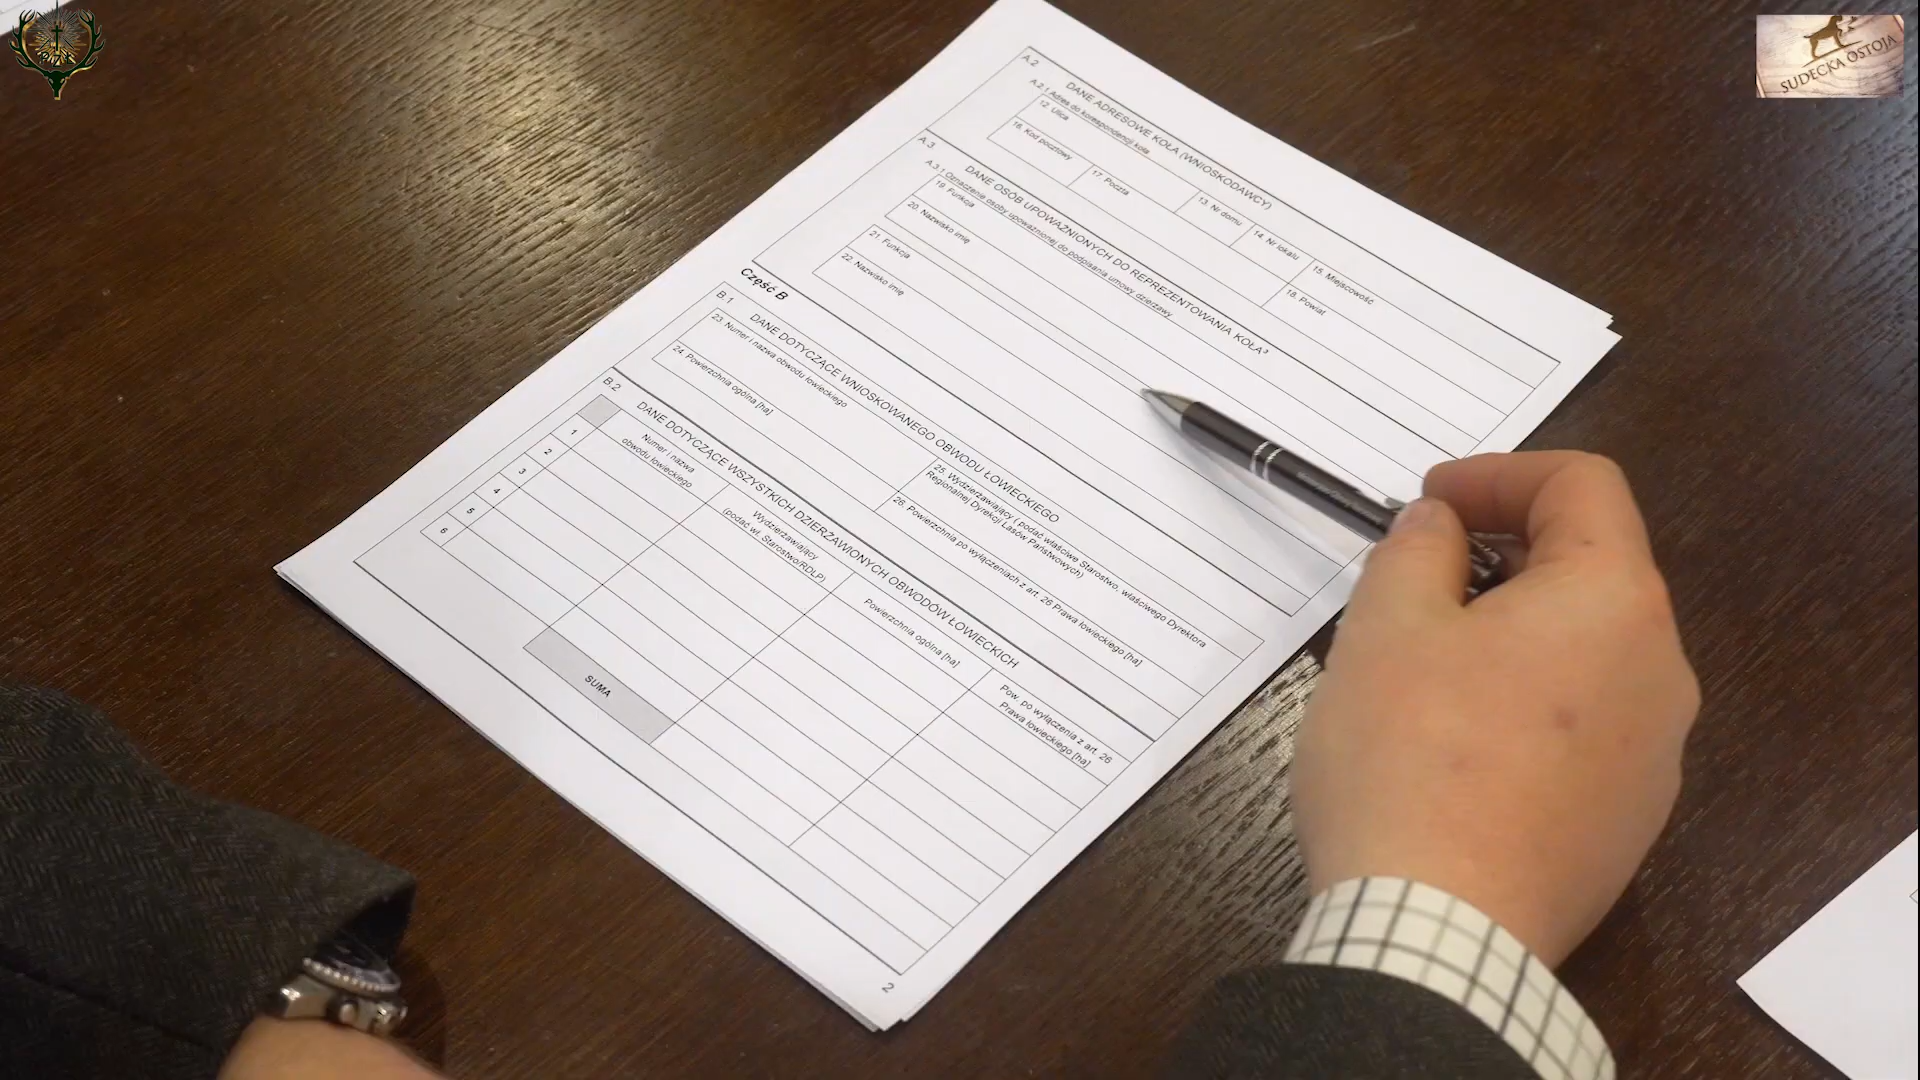 SUDECKA OSTOJA
A.2 DANE ADRESOWE KOŁA (WNIOSKODAWCY)
A.2.1 Adres do korespondencji koła
12. Ulica
13. Nr domu
14. Nr lokalu
15. Miejscowość
16. Kod pocztowy
17. Poczta
18. Powiat
A.3 DANE OSÓB UPOWAŻNIONYCH DO REPREZENTOWANIA KOŁA³
A.3.1 Oznaczenie osoby upoważnionej do podpisania umowy dzierżawy
19. Funkcja
20. Nazwisko imię
21. Funkcja
22. Nazwisko imię
Część B
B.1 DANE DOTYCZĄCE WNIOSKOWANEGO OBWODU ŁOWIECKIEGO
23. Numer i nazwa obwodu łowieckiego
25. Wydzierżawiający ( podać właściwe Starostwo, właściwego Dyrektora
Regionalnej Dyrekcji Lasów Państwowych)
24. Powierzchnia ogólna [ha]
26. Powierzchnia po wyłączeniach z art. 26 Prawa łowieckiego [ha]
B.2 DANE DOTYCZĄCE WSZYSTKICH DZIERŻAWIONYCH OBWODÓW ŁOWIECKICH
Numer i nazwa
obwodu łowieckiego
Wydzierżawiający
(podać wł. Starostwo/RDLP)
Powierzchnia ogólna [ha]
Pow. po wyłączenia z art. 26
Prawa łowieckiego [ha]
1
2
3
4
5
6
SUMA
2